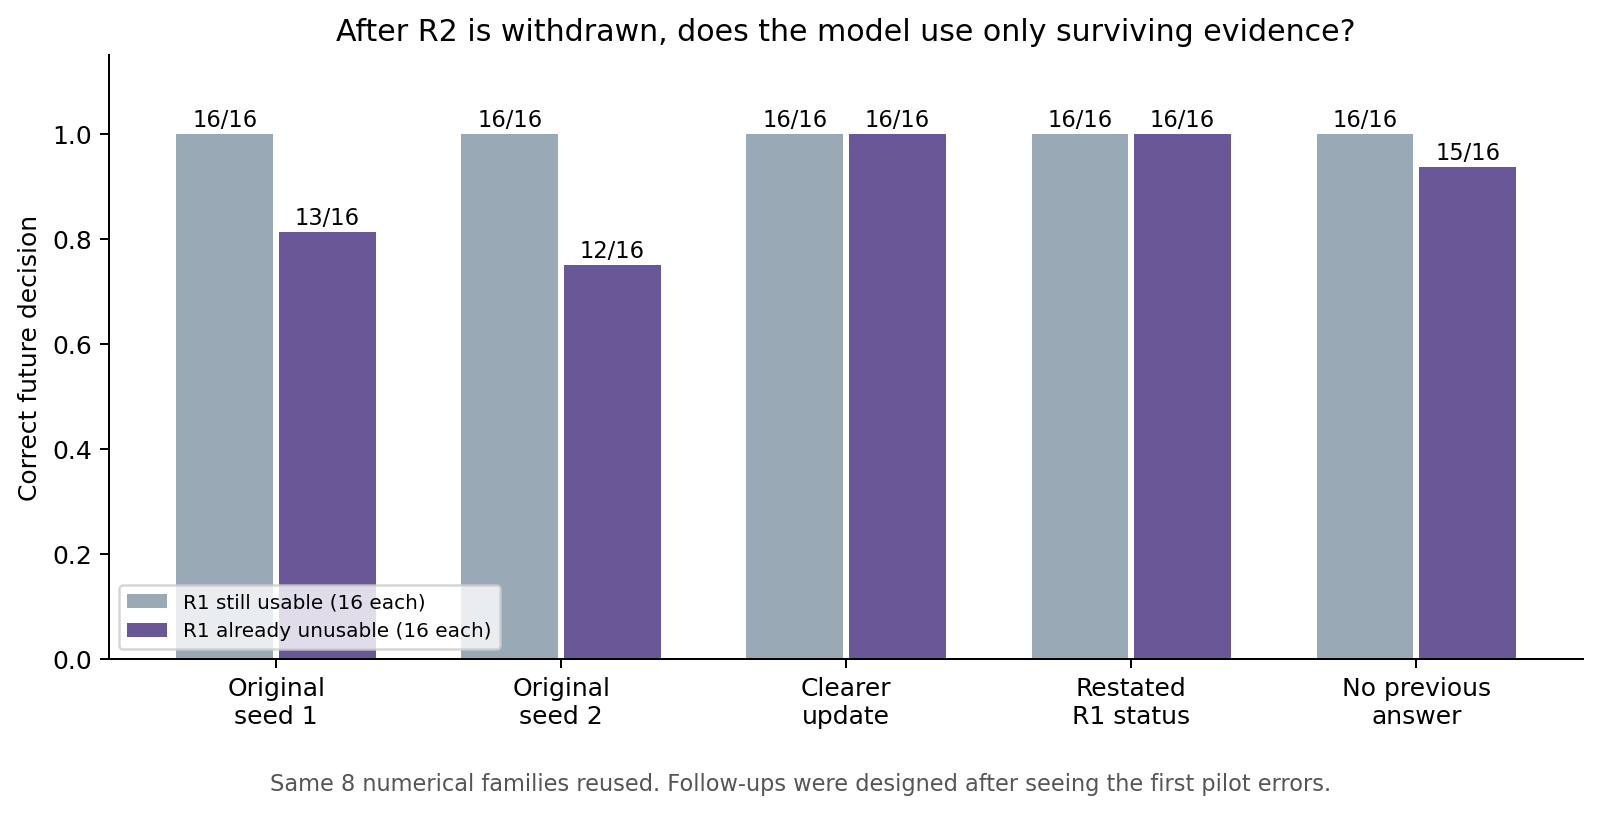 After R2 is withdrawn, does the model use only surviving evidence?
Correct future decision
1.0
0.8
0.6
0.4
0.2
0.0
16/16
13/16
16/16
12/16
16/16
16/16
16/16
16/16
16/16
15/16
R1 still usable (16 each)
R1 already unusable (16 each)
Original
seed 1
Original
seed 2
Clearer
update
Restated
R1 status
No previous
answer
Same 8 numerical families reused. Follow-ups were designed after seeing the first pilot errors.